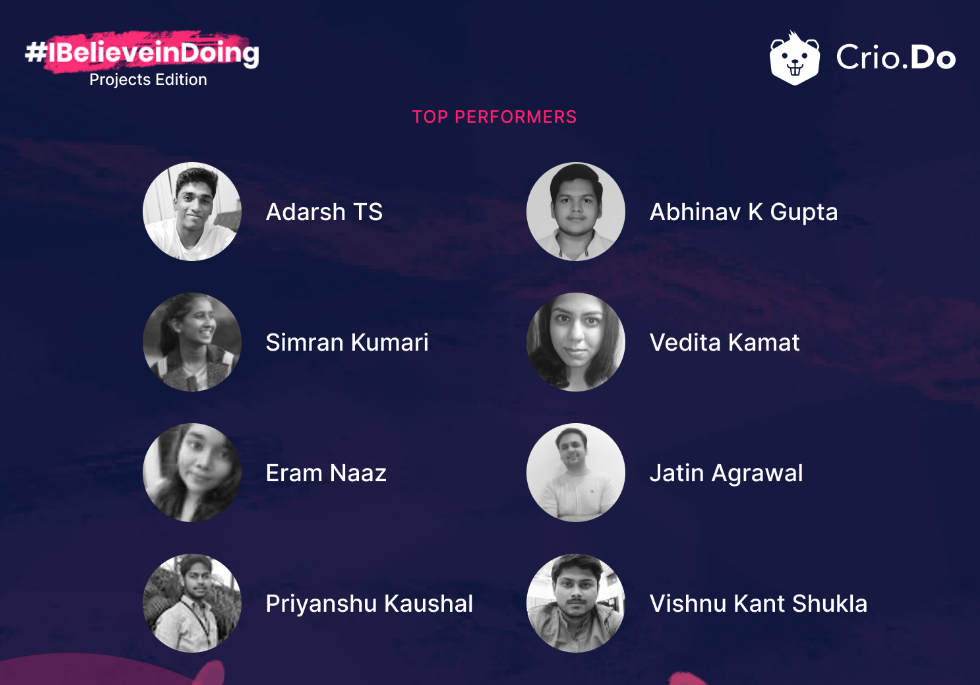 #IBelieveinDoing
Projects Edition
Crio.Do
TOP PERFORMERS
Adarsh TS
Abhinav K Gupta
Simran Kumari
Vedita Kamat
Eram Naaz
Jatin Agrawal
Priyanshu Kaushal
Vishnu Kant Shukla